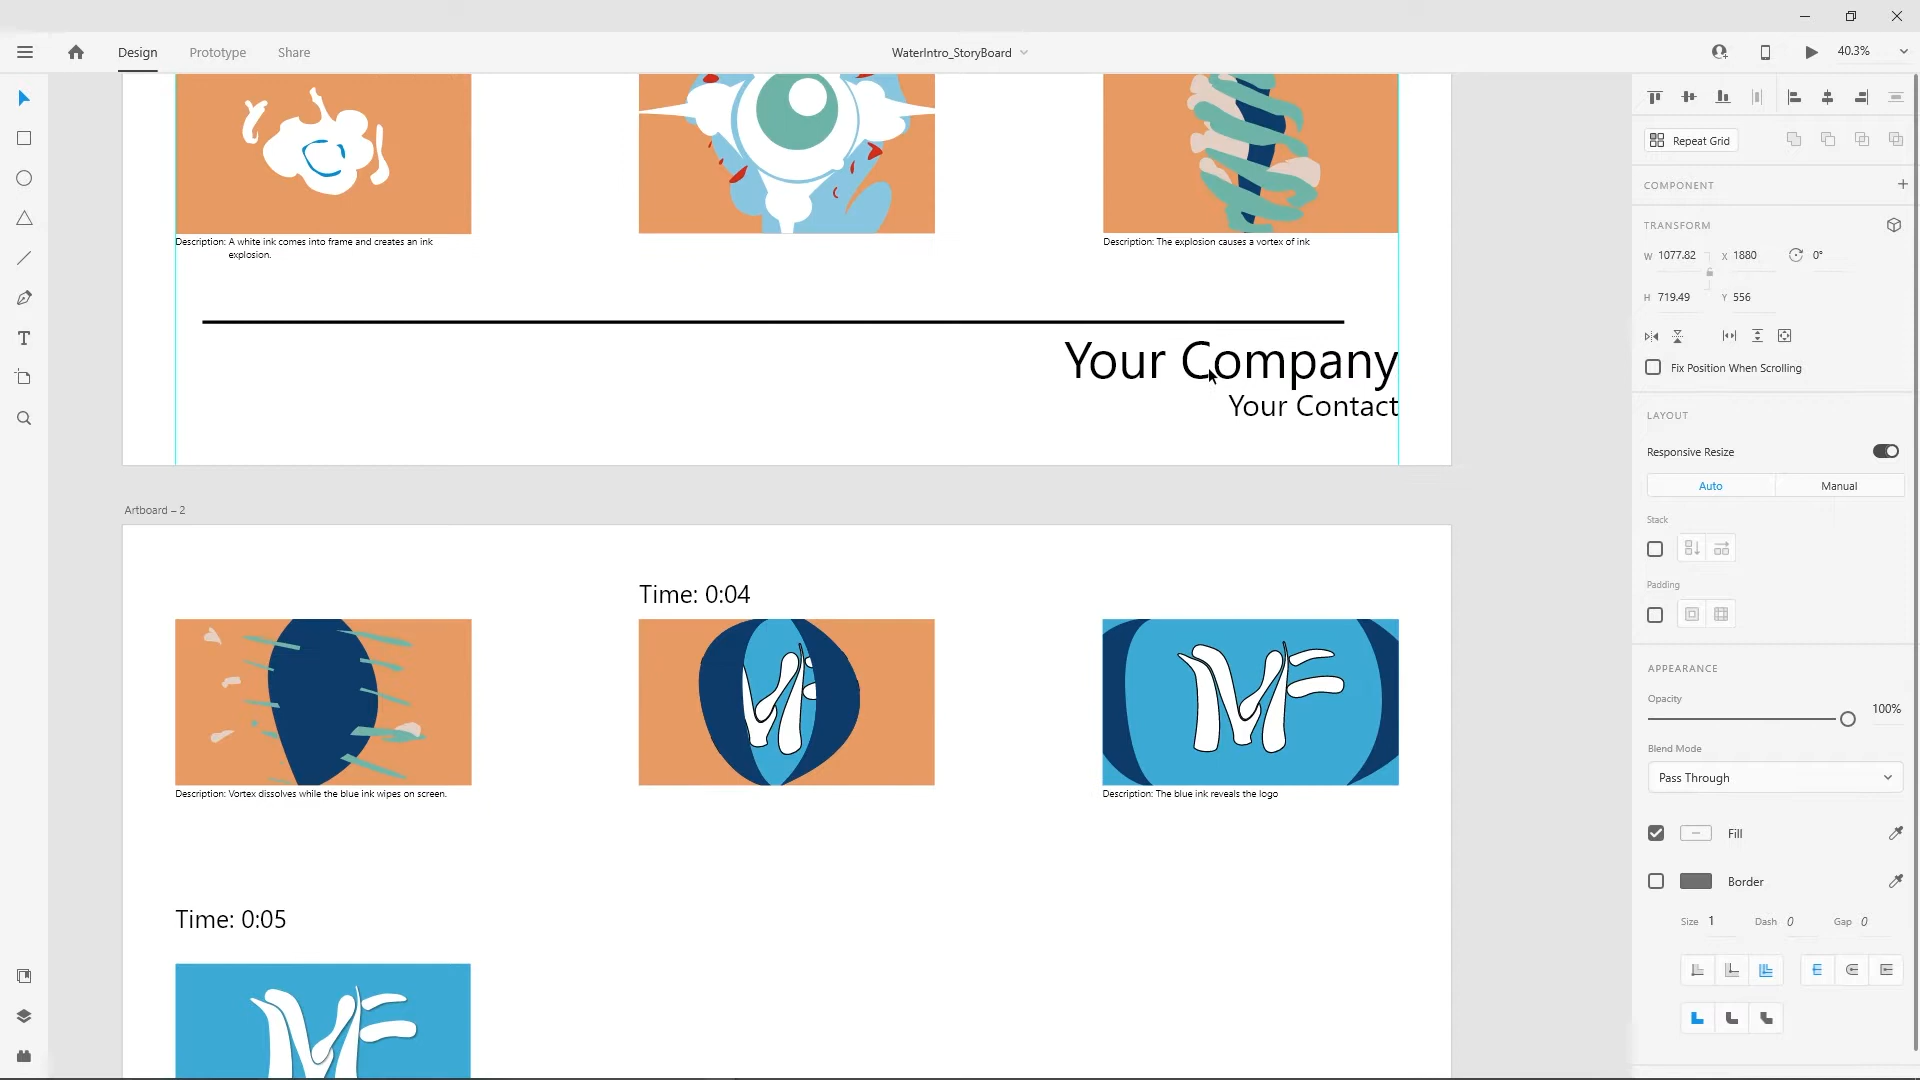 Design
Prototype
Share
WaterIntro_StoryBoard
40.3%
Description: A white ink comes into frame and creates an ink
explosion.
Description: The explosion causes a vortex of ink
Your Company
Your Contact
Artboard – 2
Time: 0:04
Description: Vortex dissolves while the blue ink wipes on screen.
Description: The blue ink reveals the logo
MF
Time: 0:05
MF
Repeat Grid
COMPONENT
TRANSFORM
W 1077.82 X 1880 0°
H 719.49 Y 556
Fix Position When Scrolling
LAYOUT
Responsive Resize
Auto Manual
Stack
Padding
APPEARANCE
Opacity
100%
Blend Mode
Pass Through
Fill
Border
Size 1 Dash 0 Gap 0